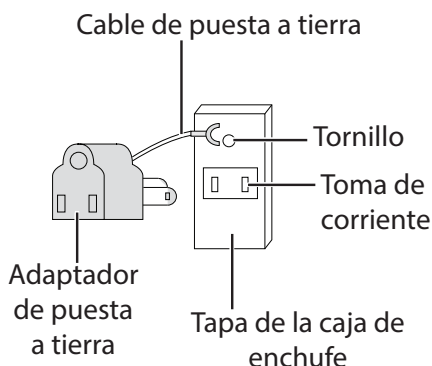 Cable de puesta a tierra
Tornillo
Toma de
corriente
Adaptador
de puesta
a tierra
Tapa de la caja de
enchufe